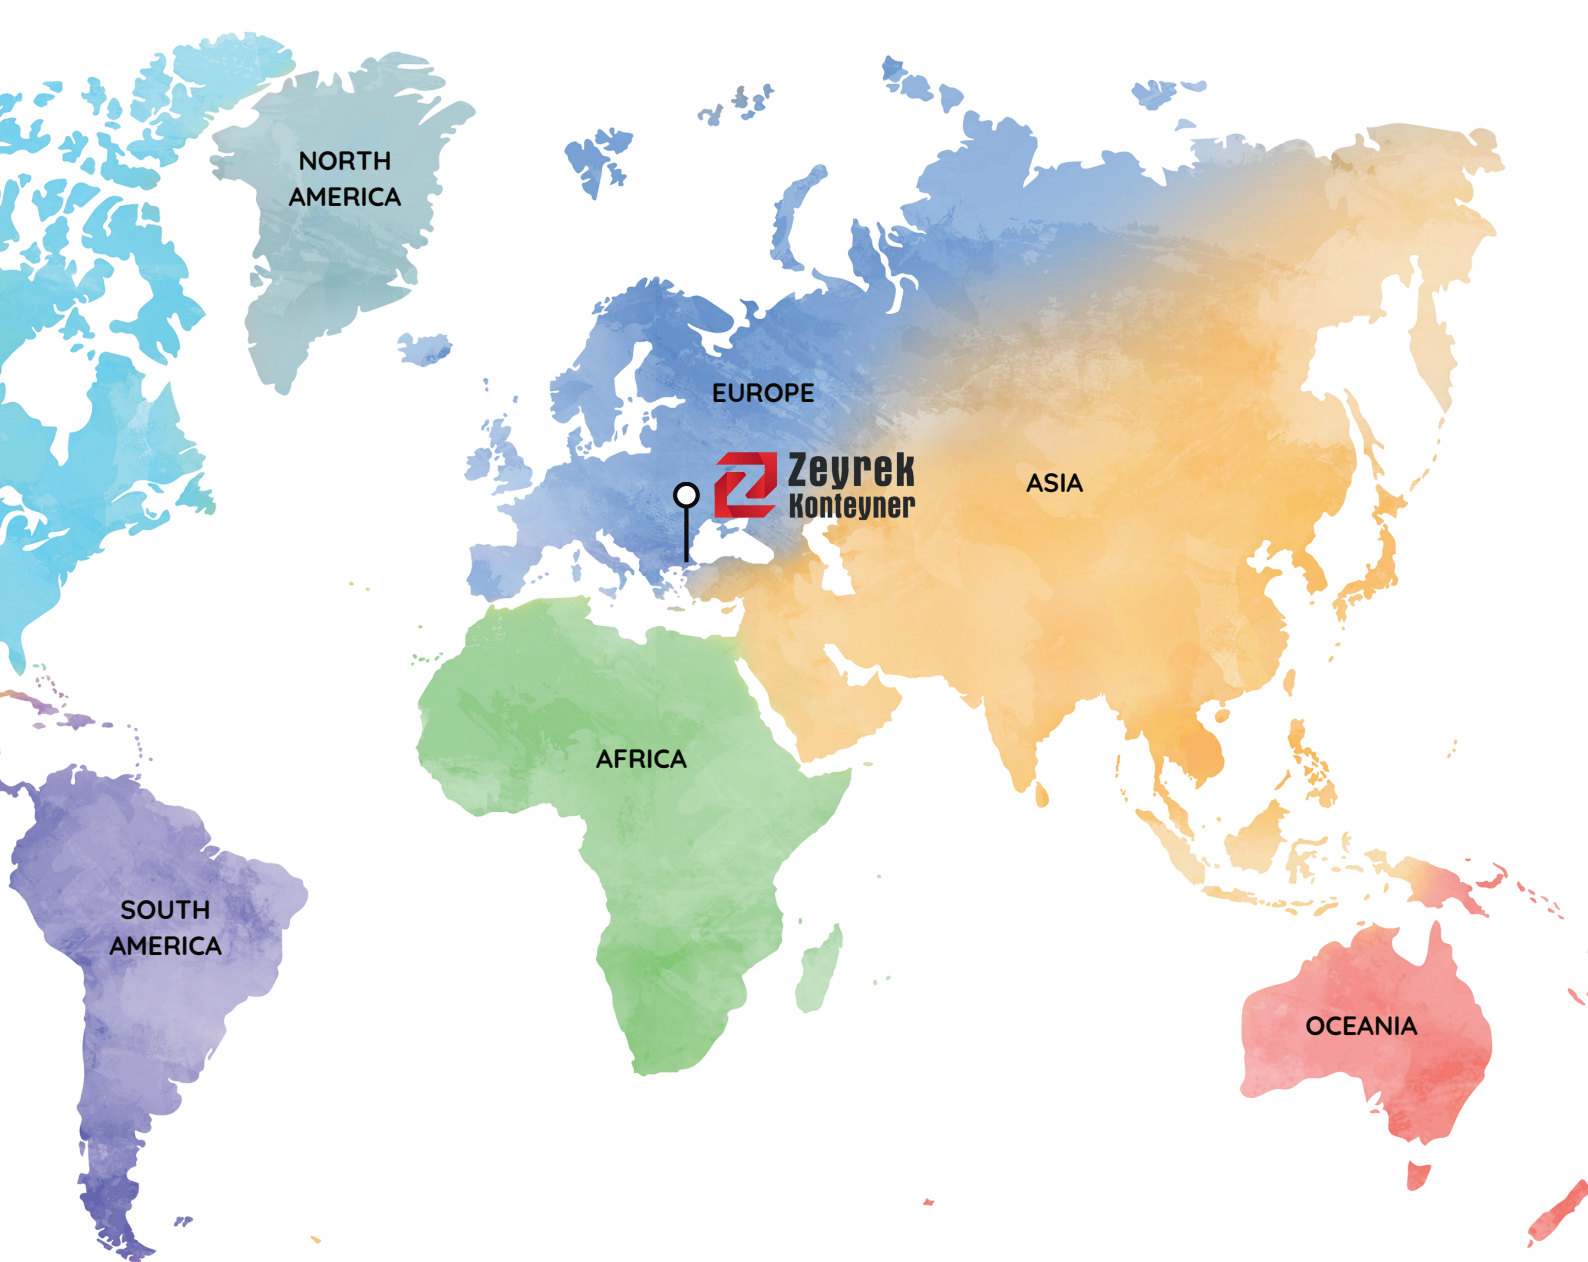 NORTH
AMERICA
EUROPE
Zeyrek
Konteyner
ASIA
AFRICA
SOUTH
AMERICA
OCEANIA